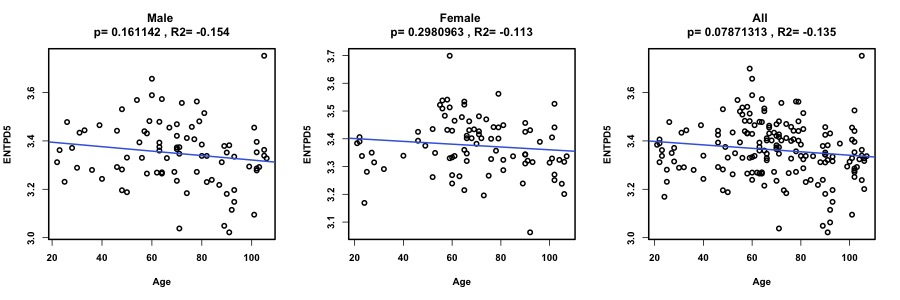 Male
p= 0.161142 , R2= -0.154
ENTPD5
3.0 3.2 3.4 3.6
20 40 60 80 100
Age
Female
p= 0.2980963 , R2= -0.113
ENTPD5
3.1 3.2 3.3 3.4 3.5 3.6 3.7
20 40 60 80 100
Age
All
p= 0.07871313 , R2= -0.135
ENTPD5
3.0 3.2 3.4 3.6
20 40 60 80 100
Age